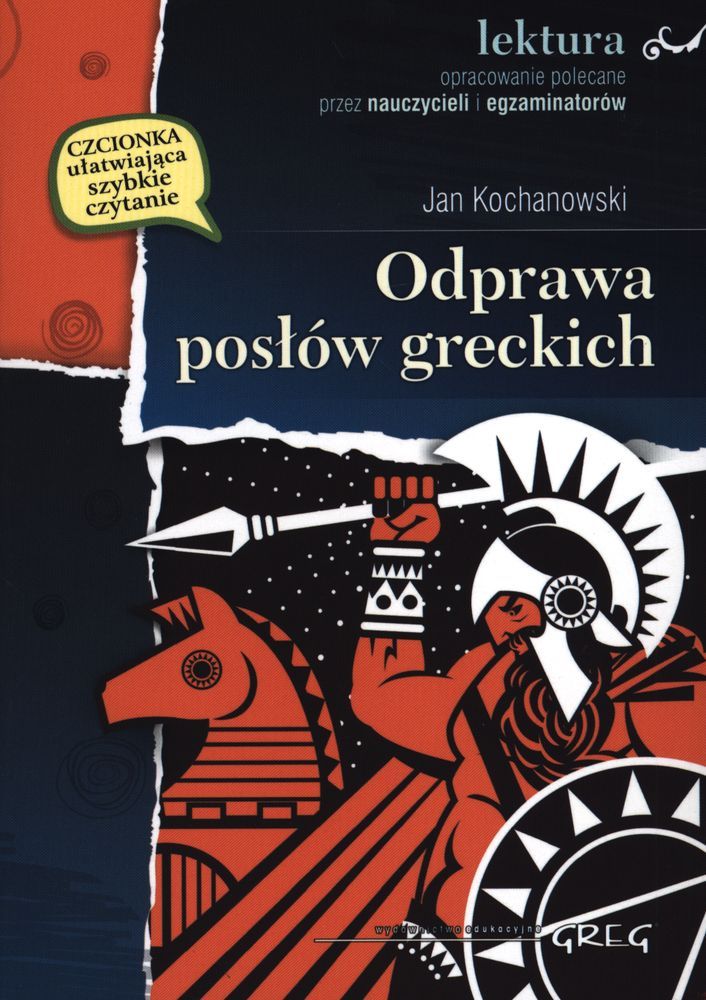 lektura
opracowanie polecane
przez nauczycieli i egzaminatorów
CZCIONKA
ułatwiająca
szybkie
czytanie
Jan Kochanowski
Odprawa
posłów greckich
wydawnictwo edukacyjne
GREG